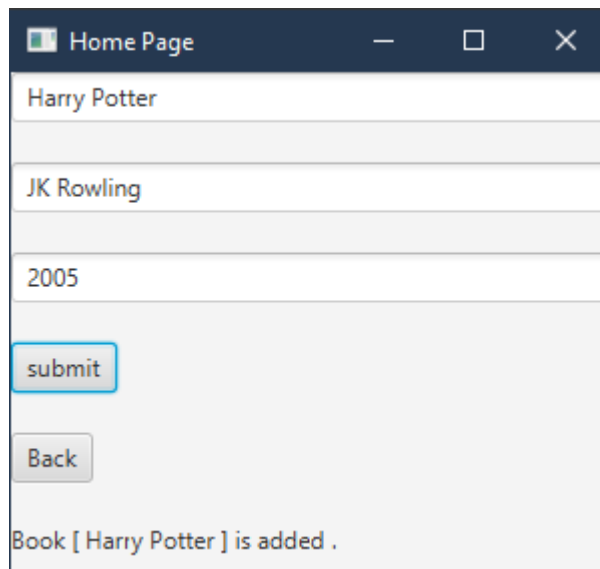 Home Page
Harry Potter
JK Rowling
2005
submit
Back
Book [ Harry Potter ] is added .